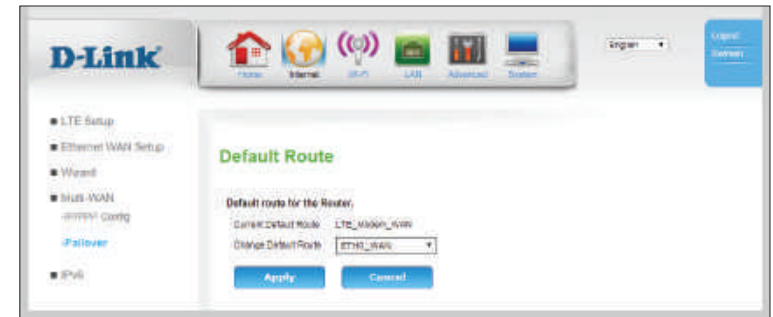 D-Link
Home Internet Wi-Fi LAN Advanced System
English
Logout
LTE Setup
Ethernet WAN Setup
Wizard
Multi-WAN
Config
-Failover
IPv6
Default Route
Default route for the Router.
Current Default Route LTE_Modem_WAN
Change Default Route ETH0_WAN
Apply Cancel